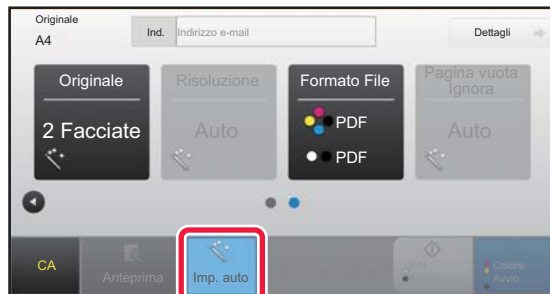 Originale
A4
Ind.
Indirizzo e-mail
Dettagli
Originale
2 Facciate
Risoluzione
Auto
Formato File
PDF
PDF
Pagina vuota
Ignora
Auto
CA
Anteprima
Imp. auto
B/N
Avvio
Colore
Avvio